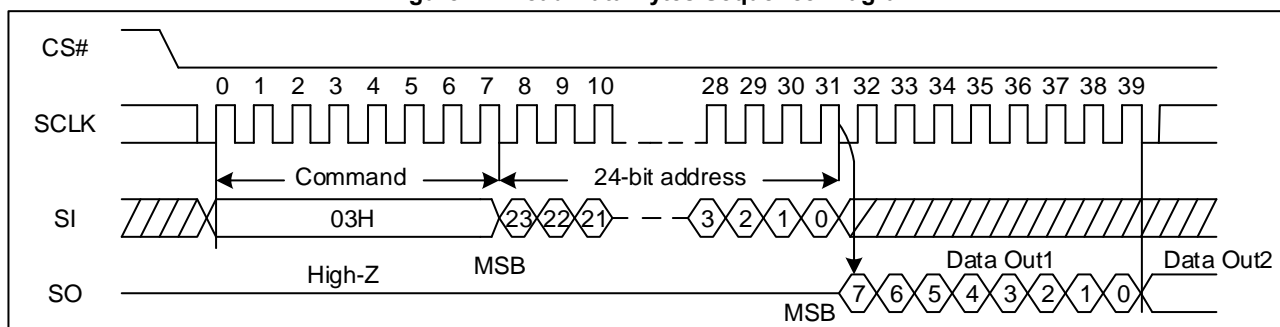 CS#
0 1 2 3 4 5 6 7 8 9 10 28 29 30 31 32 33 34 35 36 37 38 39
SCLK
Command 24-bit address
SI 03H 23 22 21 3 2 1 0
High-Z MSB Data Out1 Data Out2
SO 7 6 5 4 3 2 1 0
MSB